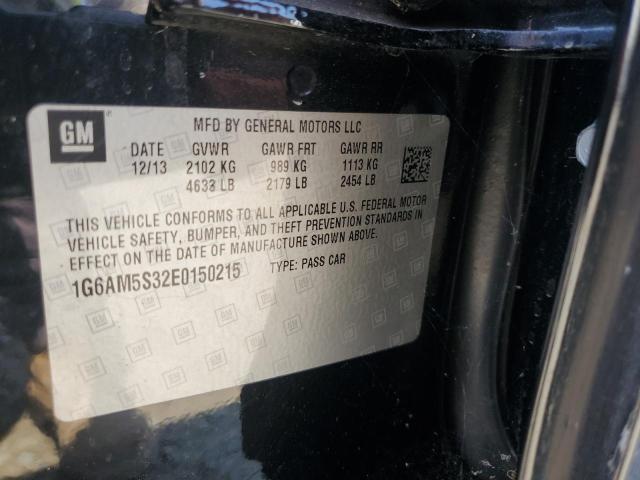 GM
MFD BY GENERAL MOTORS LLC
DATE GVWR GAWR FRT GAWR RR
12/13 2102 KG 989 KG 1113 KG
4633 LB 2179 LB 2454 LB
THIS VEHICLE CONFORMS TO ALL APPLICABLE U.S. FEDERAL MOTOR
VEHICLE SAFETY, BUMPER, AND THEFT PREVENTION STANDARDS IN
EFFECT ON THE DATE OF MANUFACTURE SHOWN ABOVE.
1G6AM5S32E0150215 TYPE: PASS CAR